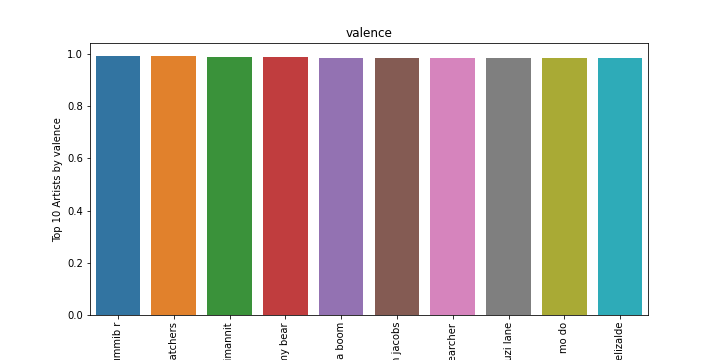 valence
Top 10 Artists by valence
1.0
0.8
0.6
0.4
0.2
0.0
mmib r
atchers
imannit
ny bear
a boom
n jacobs
earcher
uzi lane
mo do
elizalde